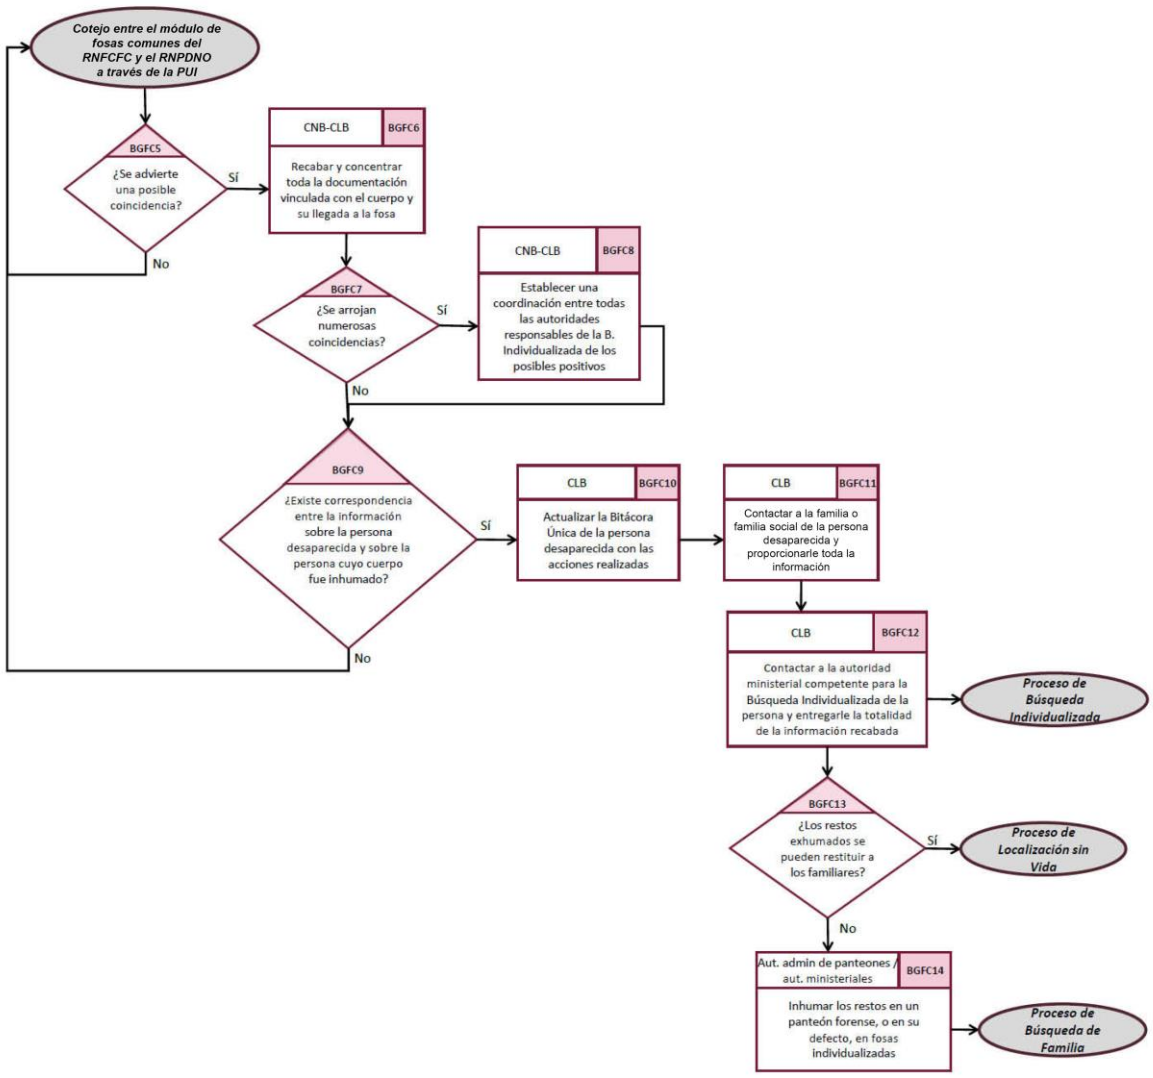 Cotejo entre el módulo de
fosas comunes del
RNFCFC y el RNPDNO
a través de la PUI
BGFC5
¿Se advierte
una posible
coincidencia?
Sí
No
CNB-CLB
BGFC6
Recabar y concentrar
toda la documentación
vinculada con el cuerpo y
su llegada a la fosa
BGFC7
¿Se arrojan
numerosas
coincidencias?
Sí
No
CNB-CLB
BGFC8
Establecer una
coordinación entre todas
las autoridades
responsables de la B.
Individualizada de los
posibles positivos
BGFC9
¿Existe correspondencia
entre la información
sobre la persona
desaparecida y sobre la
persona cuyo cuerpo
fue inhumado?
Sí
No
CLB
BGFC10
Actualizar la Bitácora
Única de la persona
desaparecida con las
acciones realizadas
CLB
BGFC11
Contactar a la familia o
familia social de la persona
desaparecida y
proporcionarle toda la
información
CLB
BGFC12
Contactar a la autoridad
ministerial competente para la
Búsqueda Individualizada de la
persona y entregarle la totalidad
de la información recabada
Proceso de
Búsqueda
Individualizada
BGFC13
¿Los restos
exhumados se
pueden restituir a
los familiares?
Sí
No
Proceso de
Localización sin
Vida
Aut. admin de panteones /
aut. ministeriales
BGFC14
Inhumar los restos en un
panteón forense, o en su
defecto, en fosas
individualizadas
Proceso de
Búsqueda de
Familia